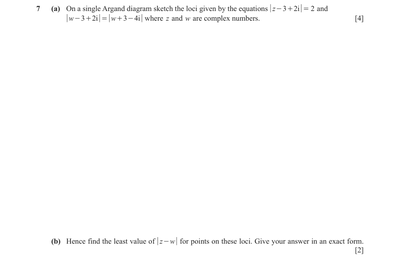 7 (a) On a single Argand diagram sketch the loci given by the equations |z − 3 + 2i| = 2 and
|w − 3 + 2i| = |w + 3 − 4i| where z and w are complex numbers. [4]
(b) Hence find the least value of |z − w| for points on these loci. Give your answer in an exact form.
[2]